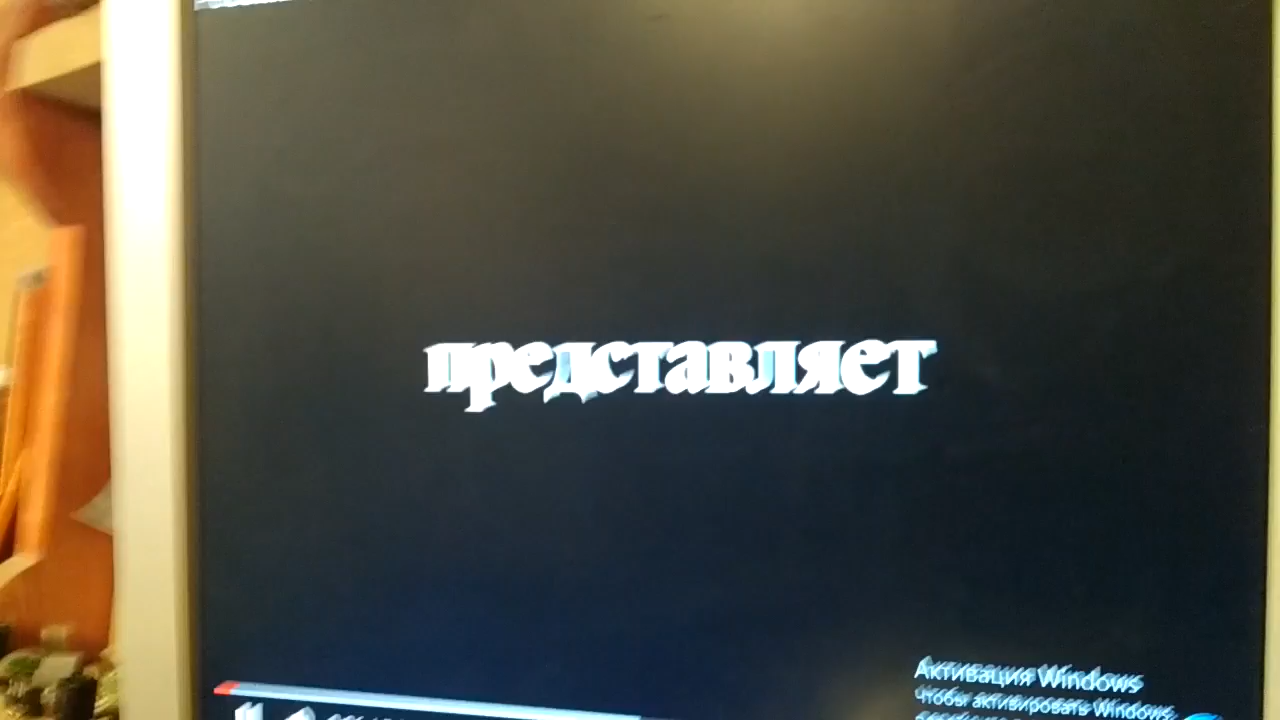 представляет
Активация Windows
Чтобы активировать Windows,